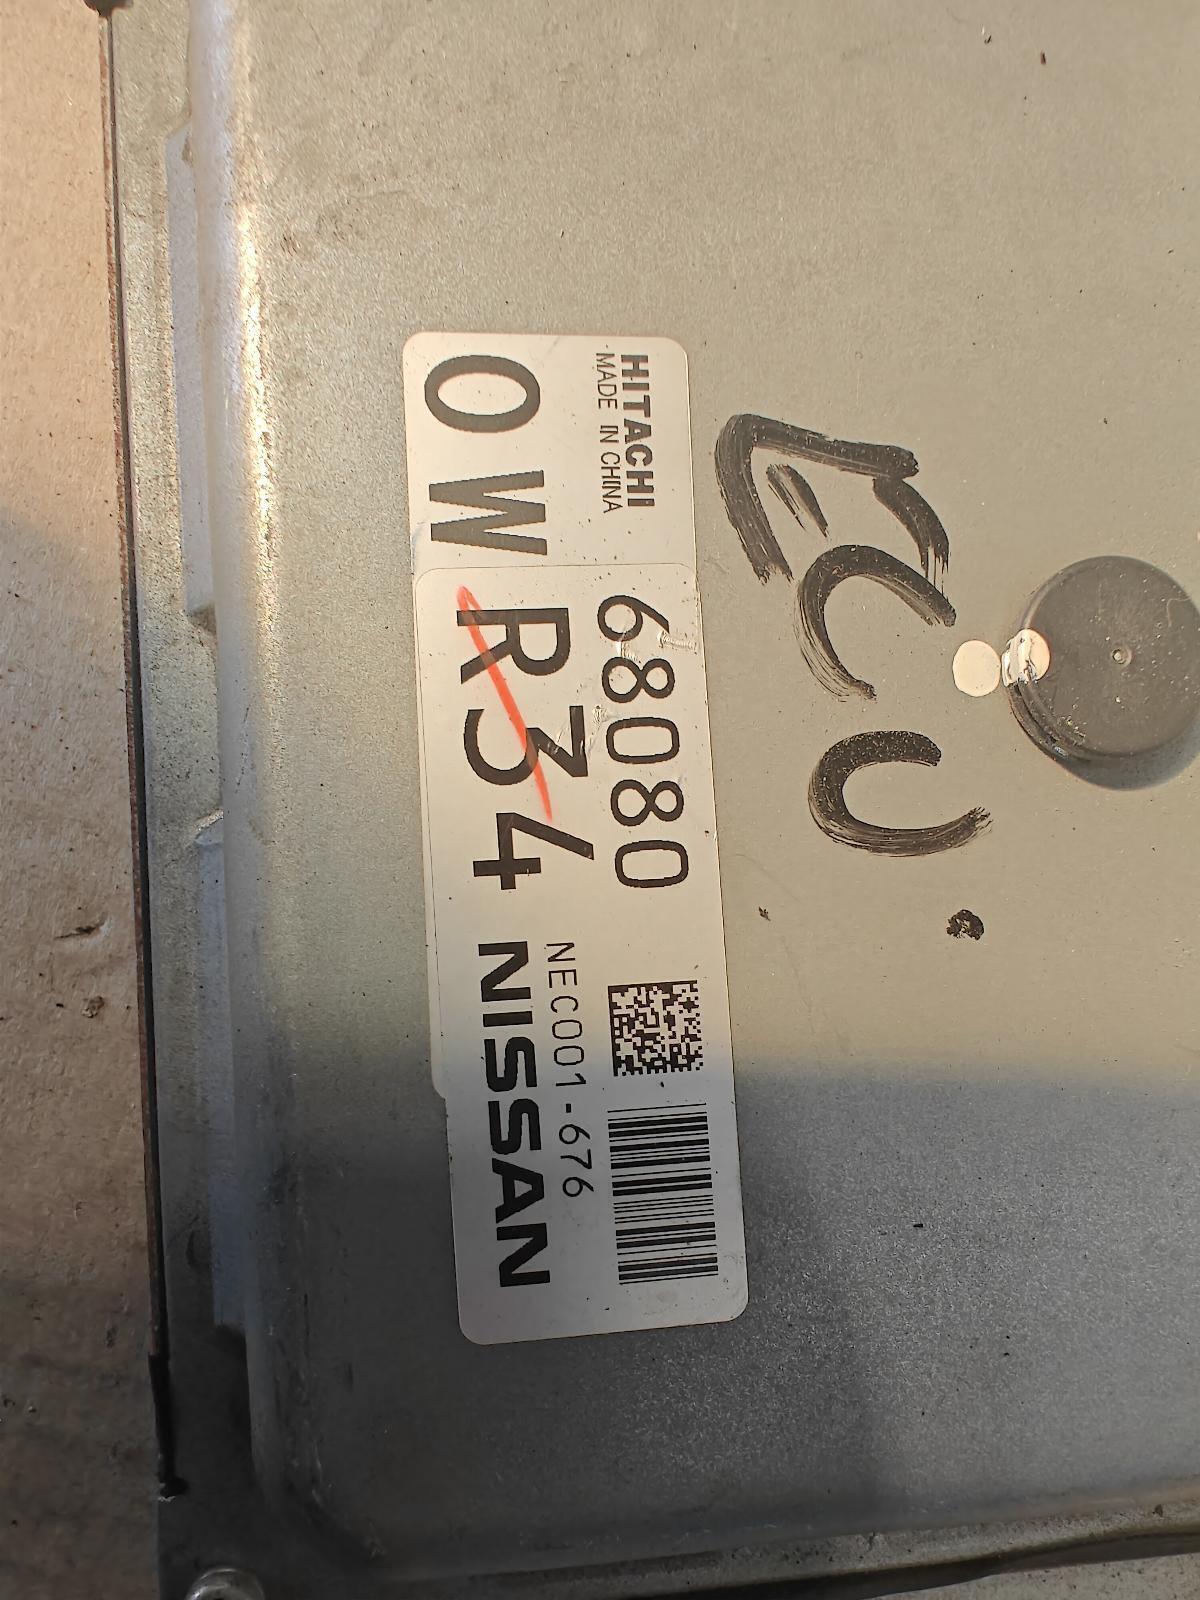 HITACHI
MADE IN CHINA
0W
68080
R34
NEC001-676
NISSAN
ECU